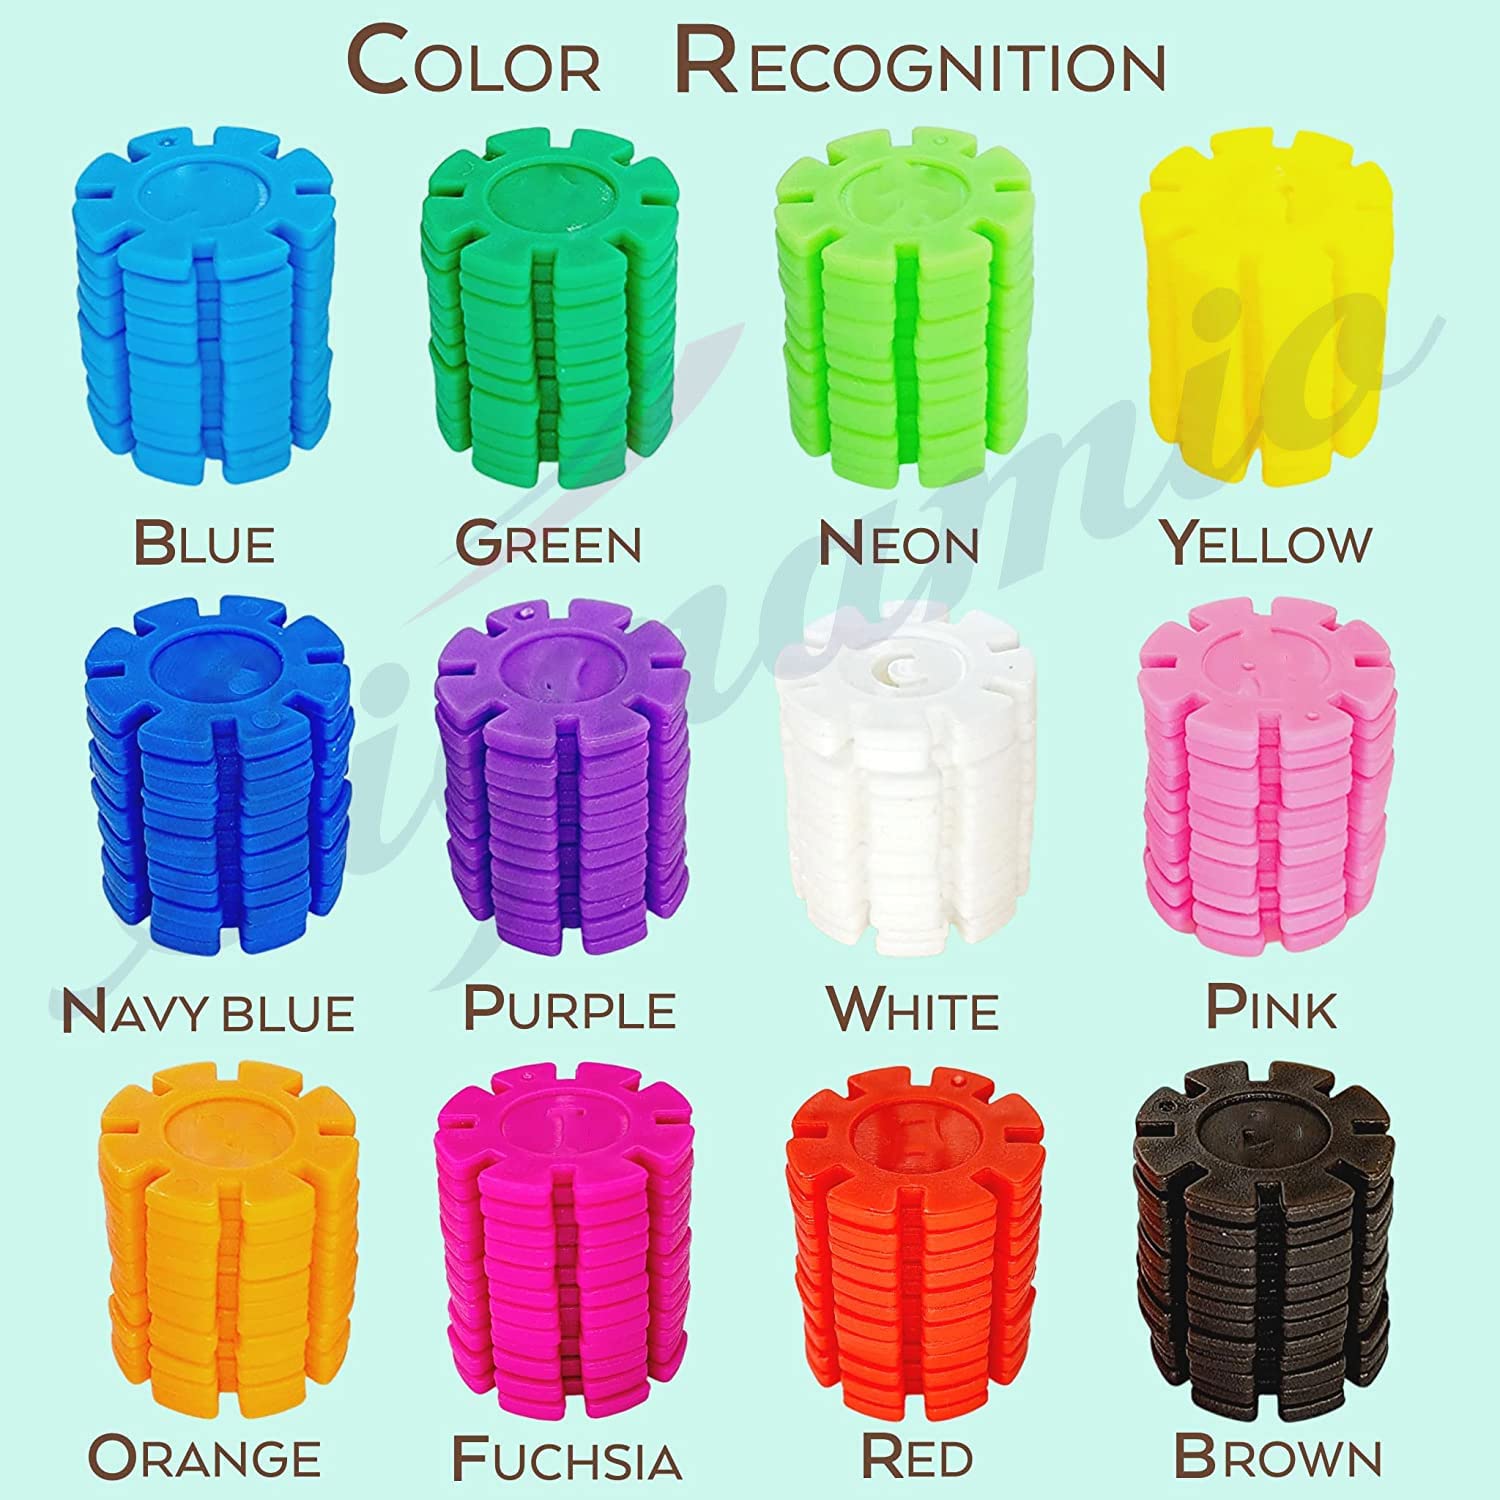 COLOR RECOGNITION
BLUE GREEN NEON YELLOW
NAVY BLUE PURPLE WHITE PINK
ORANGE FUCHSIA RED BROWN